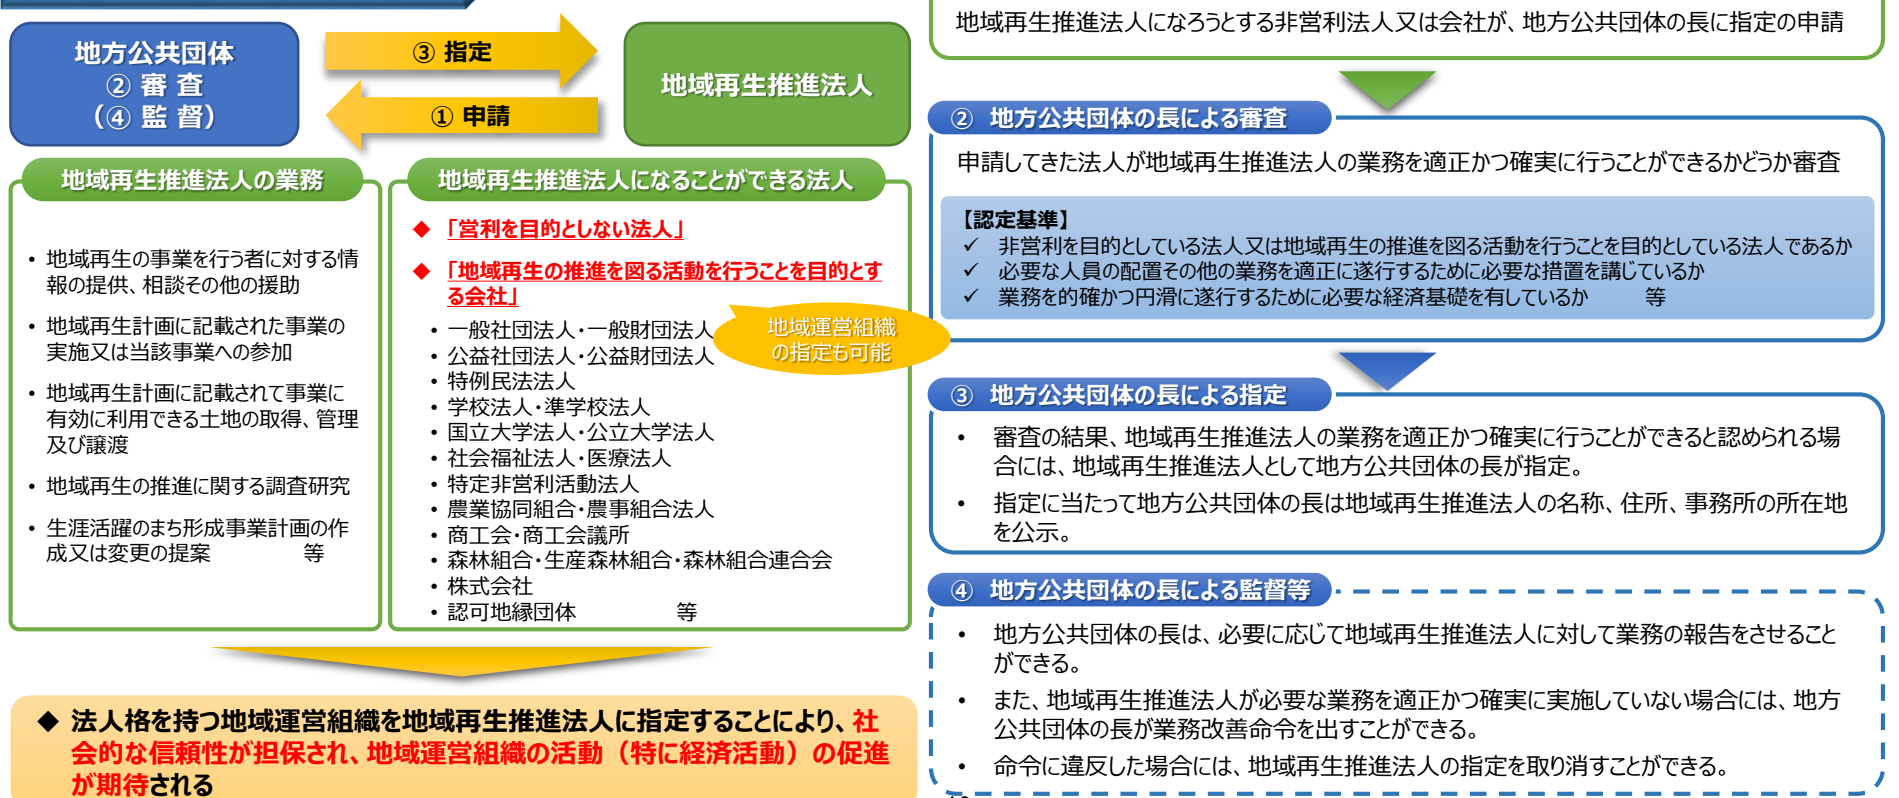 地方公共団体
② 審 査
(④ 監 督)
③ 指定
① 申請
地域再生推進法人
地域再生推進法人の業務
• 地域再生の事業を行う者に対する情
報の提供、相談その他の援助
• 地域再生計画に記載された事業の
実施又は当該事業への参加
• 地域再生計画に記載されて事業に
有効に利用できる土地の取得、管理
及び譲渡
• 地域再生の推進に関する調査研究
• 生涯活躍のまち形成事業計画の作
成又は変更の提案 等
地域再生推進法人になることができる法人
◆ 「営利を目的としない法人」
◆ 「地域再生の推進を図る活動を行うことを目的とす
る会社」
• 一般社団法人・一般財団法人
• 公益社団法人・公益財団法人
• 特例民法法人
• 学校法人・準学校法人
• 国立大学法人・公立大学法人
• 社会福祉法人・医療法人
• 特定非営利活動法人
• 農業協同組合・農事組合法人
• 商工会・商工会議所
• 森林組合・生産森林組合・森林組合連合会
• 株式会社
• 認可地縁団体 等
地域運営組織
の指定も可能
◆ 法人格を持つ地域運営組織を地域再生推進法人に指定することにより、社
会的な信頼性が担保され、地域運営組織の活動（特に経済活動）の促進
が期待される
地域再生推進法人になろうとする非営利法人又は会社が、地方公共団体の長に指定の申請
② 地方公共団体の長による審査
申請してきた法人が地域再生推進法人の業務を適正かつ確実に行うことができるかどうか審査
【認定基準】
✓ 非営利を目的としている法人又は地域再生の推進を図る活動を行うことを目的としている法人であるか
✓ 必要な人員の配置その他の業務を適正に遂行するために必要な措置を講じているか
✓ 業務を的確かつ円滑に遂行するために必要な経済基礎を有しているか 等
③ 地方公共団体の長による指定
• 審査の結果、地域再生推進法人の業務を適正かつ確実に行うことができると認められる場
合には、地域再生推進法人として地方公共団体の長が指定。
• 指定に当たって地方公共団体の長は地域再生推進法人の名称、住所、事務所の所在地
を公示。
④ 地方公共団体の長による監督等
• 地方公共団体の長は、必要に応じて地域再生推進法人に対して業務の報告をさせること
ができる。
• また、地域再生推進法人が必要な業務を適正かつ確実に実施していない場合には、地方
公共団体の長が業務改善命令を出すことができる。
• 命令に違反した場合には、地域再生推進法人の指定を取り消すことができる。